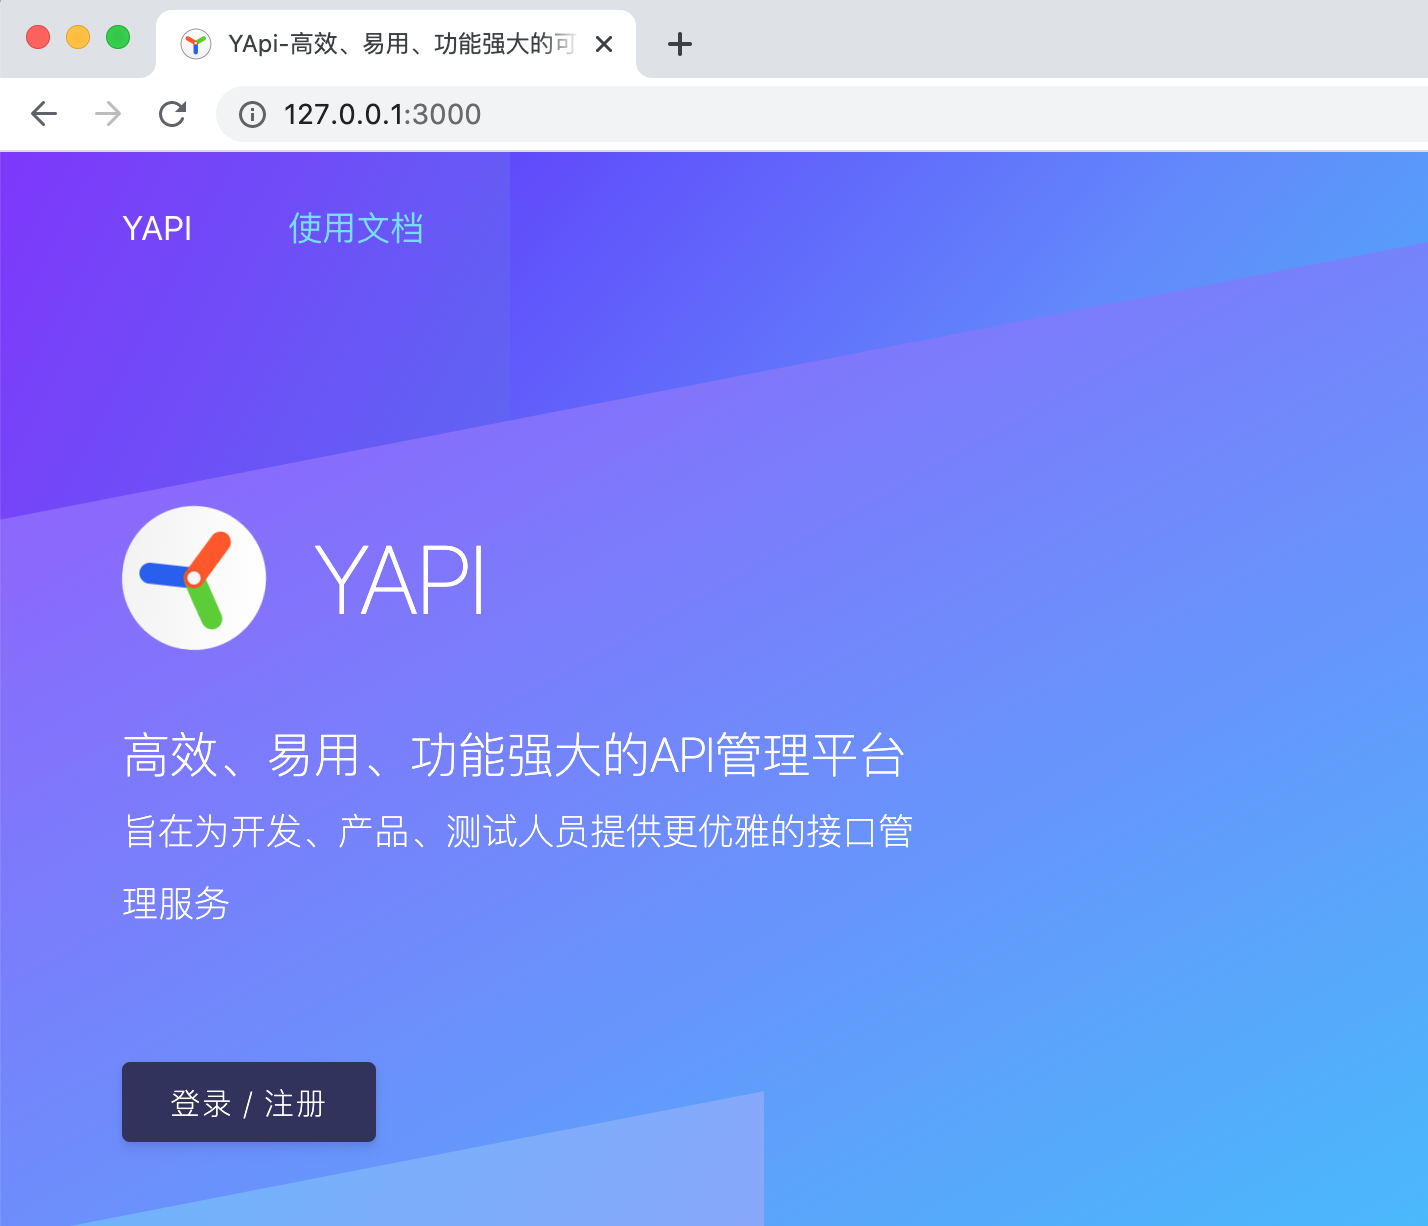 YApi-高效、易用、功能强大的可
127.0.0.1:3000
YAPI 使用文档
YAPI
高效、易用、功能强大的API管理平台
旨在为开发、产品、测试人员提供更优雅的接口管
理服务
登录 / 注册